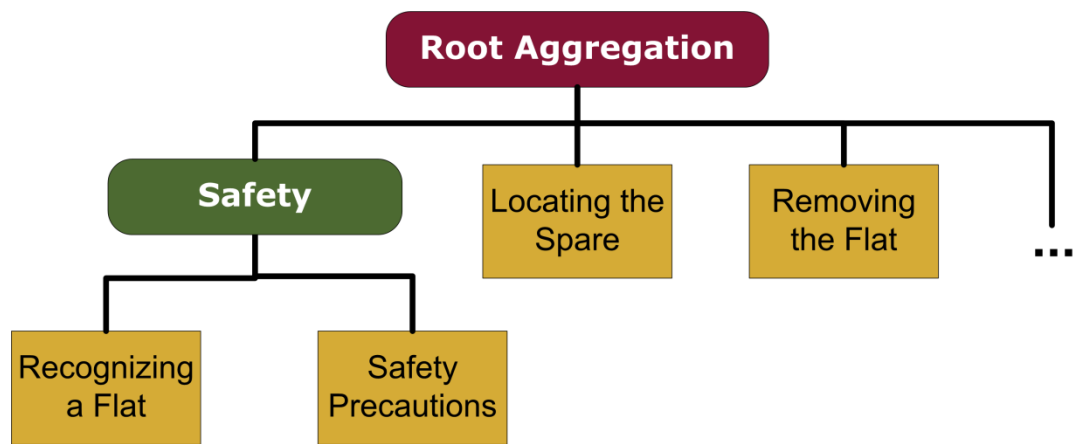 Root Aggregation
Safety
Locating the
Spare
Removing
the Flat
...
Recognizing
a Flat
Safety
Precautions